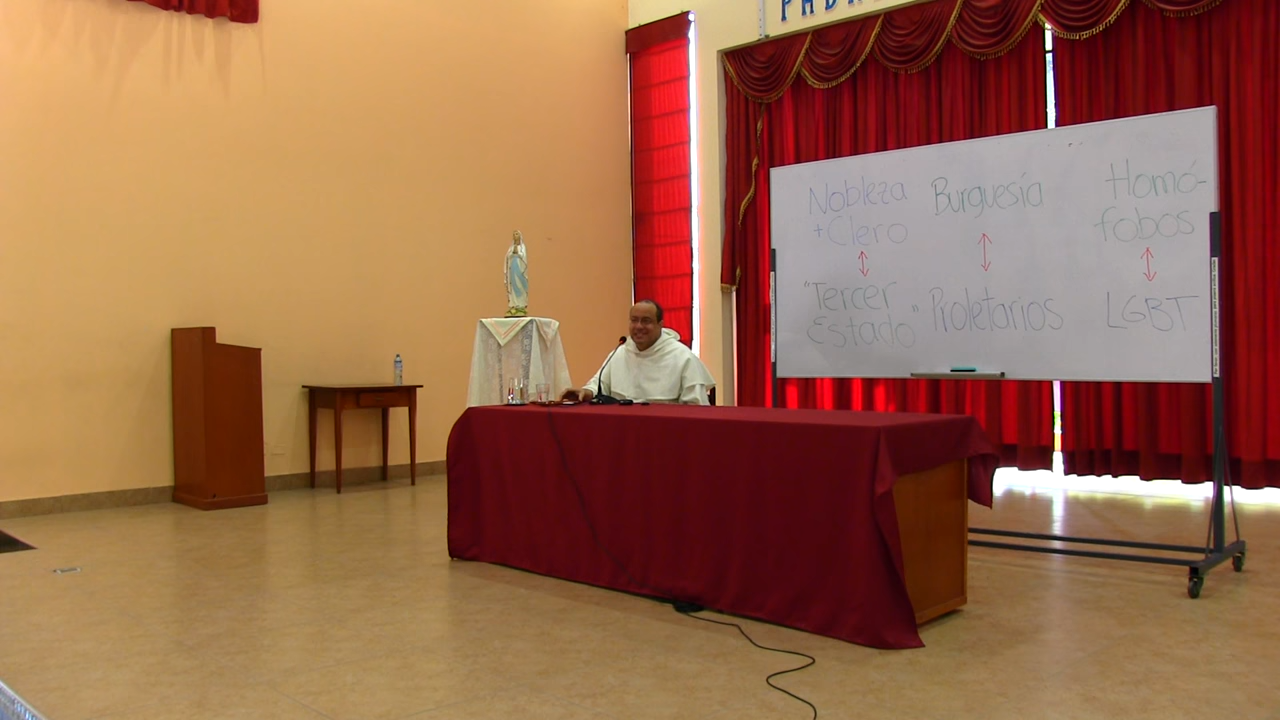 Nobleza
+ Clero
"Tercer
Estado"
Burguesía
Proletarios
Homó-
fobos
LGBT